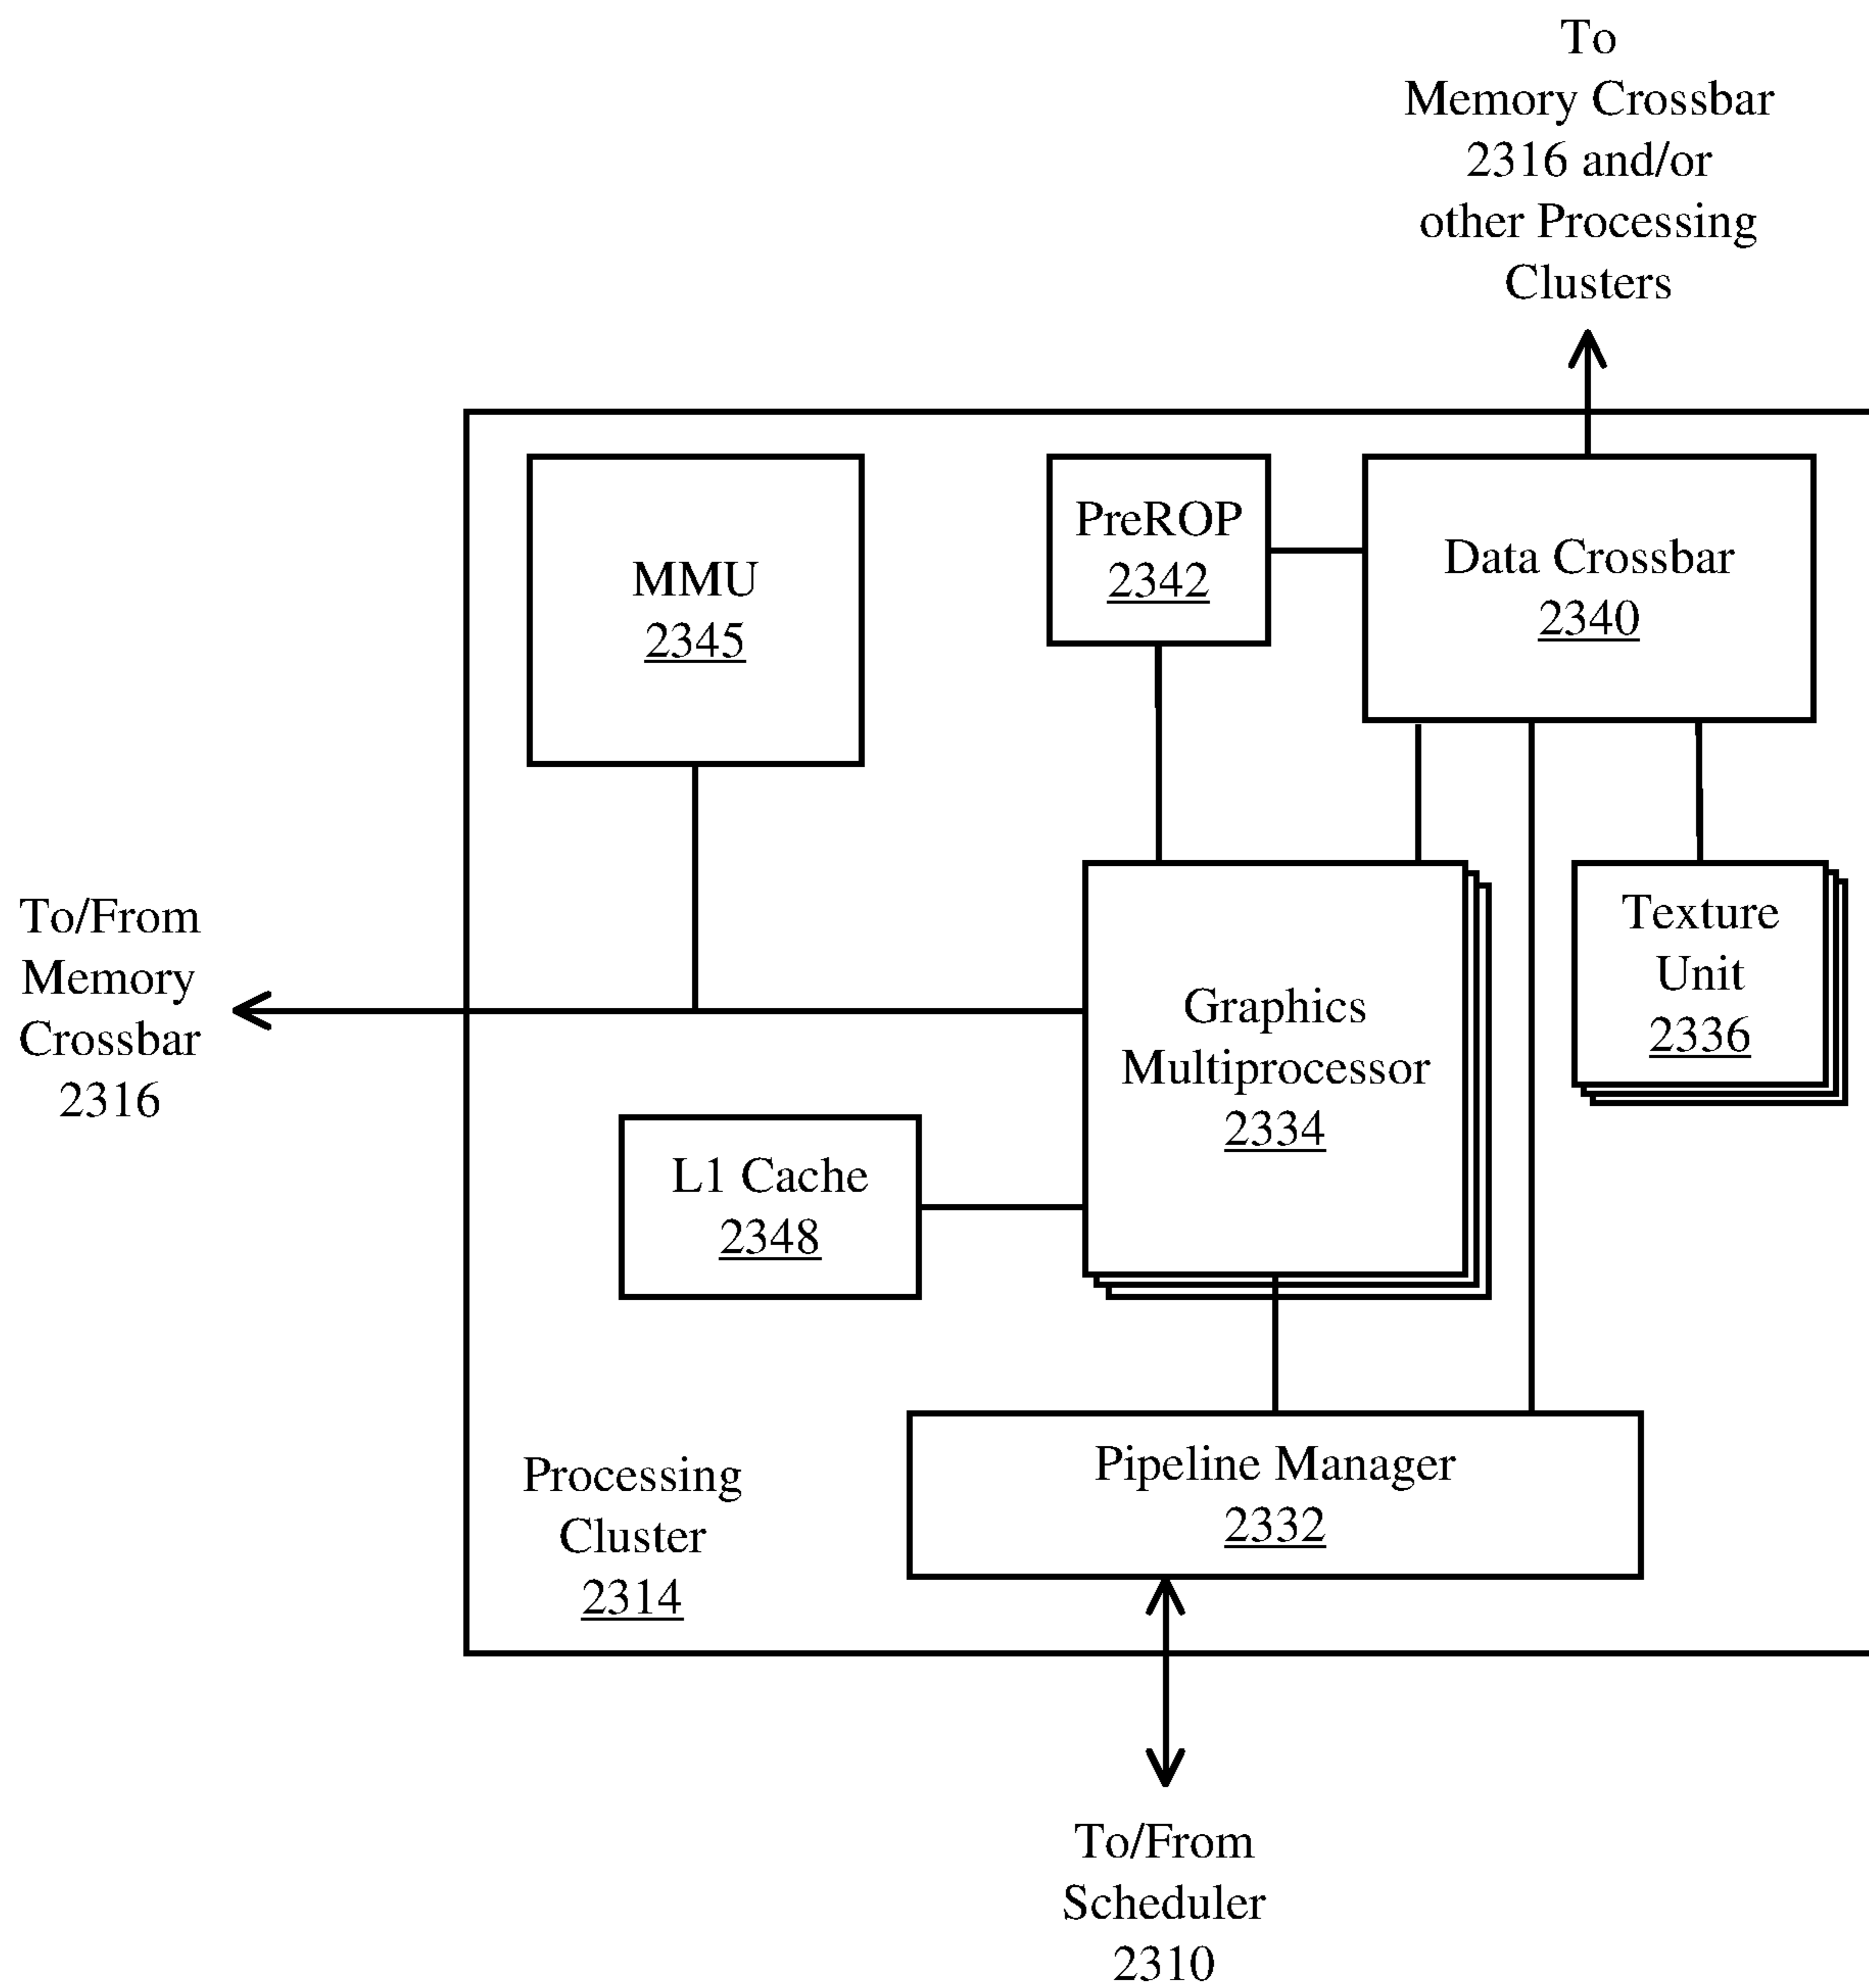 To
Memory Crossbar
2316 and/or
other Processing
Clusters
MMU
2345
PreROP
2342
Data Crossbar
2340
To/From
Memory
Crossbar
2316
Graphics
Multiprocessor
2334
Texture
Unit
2336
L1 Cache
2348
Processing
Cluster
2314
Pipeline Manager
2332
To/From
Scheduler
2310